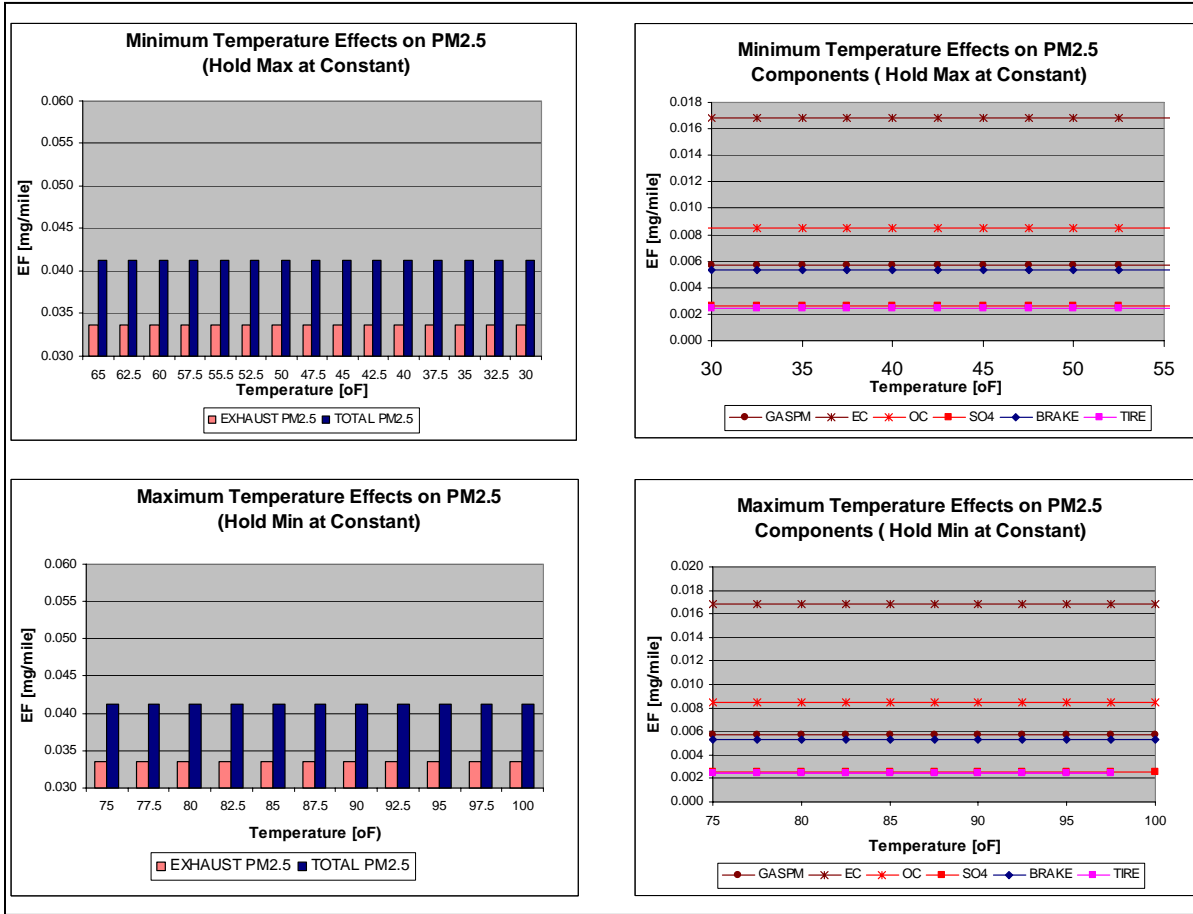 Minimum Temperature Effects on PM2.5
(Hold Max at Constant)
0.060
0.055
0.050
0.045
0.040
0.035
0.030
EF [mg/mile]
65 62.5 60 57.5 55.5 52.5 50 47.5 45 42.5 40 37.5 35 32.5 30
Temperature [oF]
EXHAUST PM2.5 TOTAL PM2.5
Minimum Temperature Effects on PM2.5
Components ( Hold Max at Constant)
0.018
0.016
0.014
0.012
0.010
0.008
0.006
0.004
0.002
0.000
EF [mg/mile]
30 35 40 45 50 55
Temperature [oF]
GASPM EC OC SO4 BRAKE TIRE
Maximum Temperature Effects on PM2.5
(Hold Min at Constant)
0.060
0.055
0.050
0.045
0.040
0.035
0.030
EF [mg/mile]
75 77.5 80 82.5 85 87.5 90 92.5 95 97.5 100
Temperature [oF)
EXHAUST PM2.5 TOTAL PM2.5
Maximum Temperature Effects on PM2.5
Components ( Hold Min at Constant)
0.020
0.018
0.016
0.014
0.012
0.010
0.008
0.006
0.004
0.002
0.000
EF [mg/mile]
75 80 85 90 95 100
Temperature [oF]
GASPM EC OC SO4 BRAKE TIRE